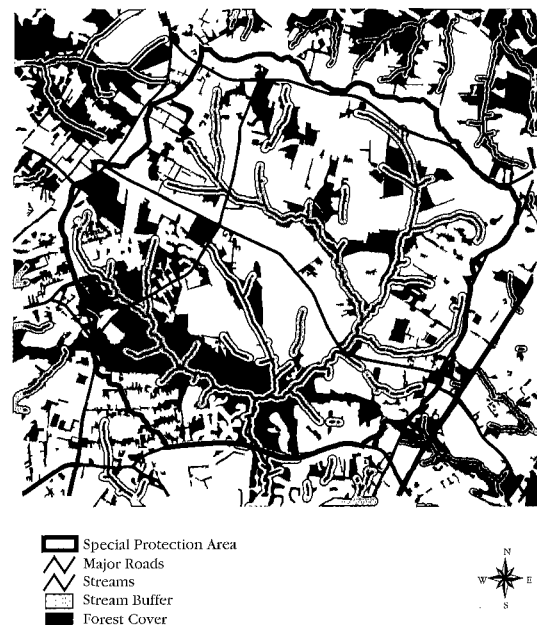 Special Protection Area
Major Roads
Streams
Stream Buffer
Forest Cover
N
W E
S